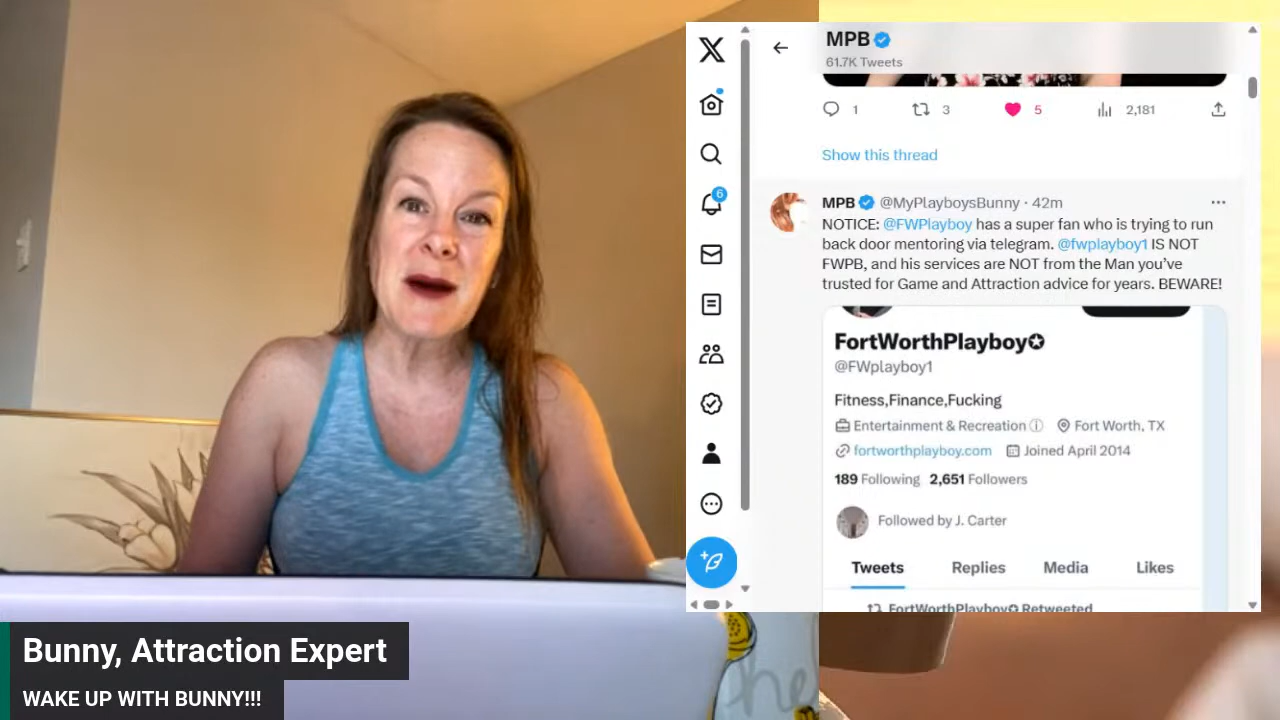 MPB
61.7K Tweets
1 3 5 2,181
Show this thread
6
MPB @MyPlayboysBunny · 42m
NOTICE: @FWPlayboy has a super fan who is trying to run
back door mentoring via telegram. @fwplayboy1 IS NOT
FWPB, and his services are NOT from the Man you’ve
trusted for Game and Attraction advice for years. BEWARE!
FortWorthPlayboy✪
@FWplayboy1
Fitness,Finance,Fucking
Entertainment & Recreation ⓘ Fort Worth, TX
fortworthplayboy.com Joined April 2014
189 Following 2,651 Followers
Followed by J. Carter
Tweets Replies Media Likes
FortWorthPlayboy✪ Retweeted
Bunny, Attraction Expert
WAKE UP WITH BUNNY!!!
he